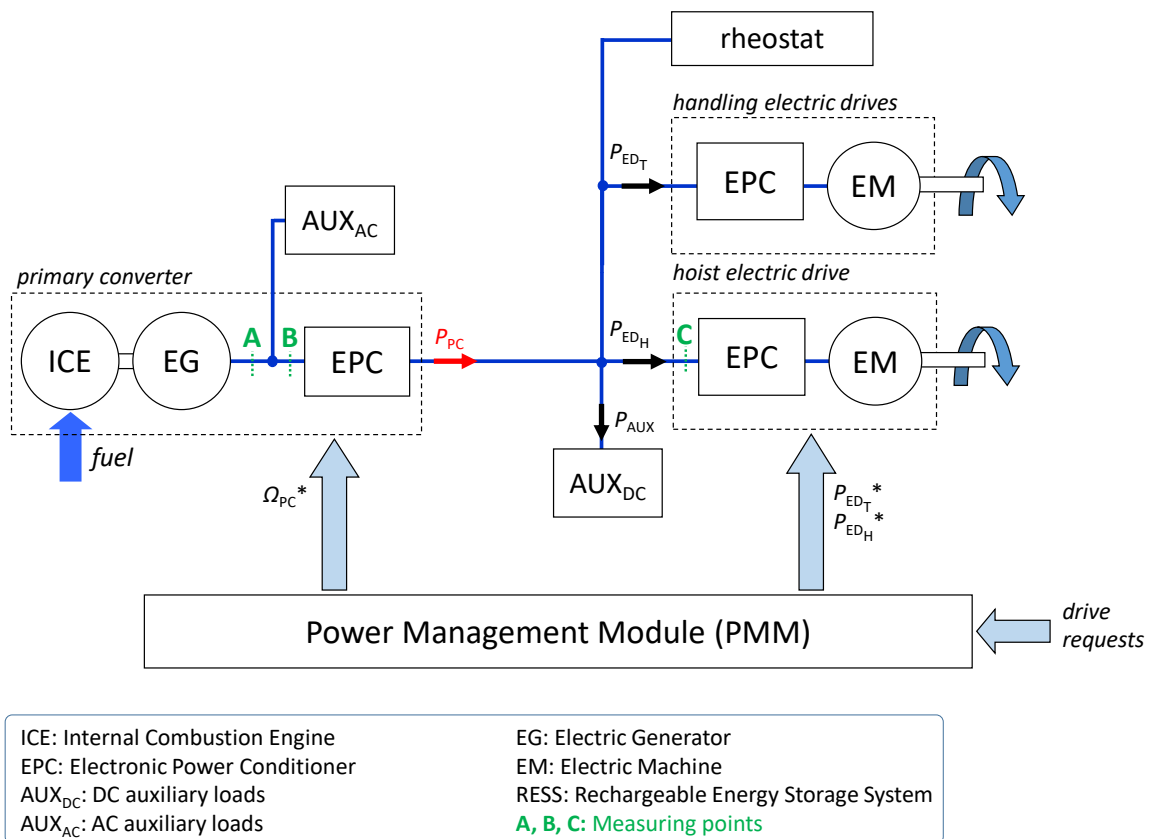 rheostat
handling electric drives
P_EDT
EPC
EM
AUX_AC
primary converter
hoist electric drive
A
B
P_PC
P_EDH
C
ICE
EG
EPC
EPC
EM
P_AUX
fuel
AUX_DC
Ω_PC*
P_EDT*
P_EDH*
Power Management Module (PMM)
drive
requests
ICE: Internal Combustion Engine
EPC: Electronic Power Conditioner
AUX_DC: DC auxiliary loads
AUX_AC: AC auxiliary loads
EG: Electric Generator
EM: Electric Machine
RESS: Rechargeable Energy Storage System
A, B, C: Measuring points